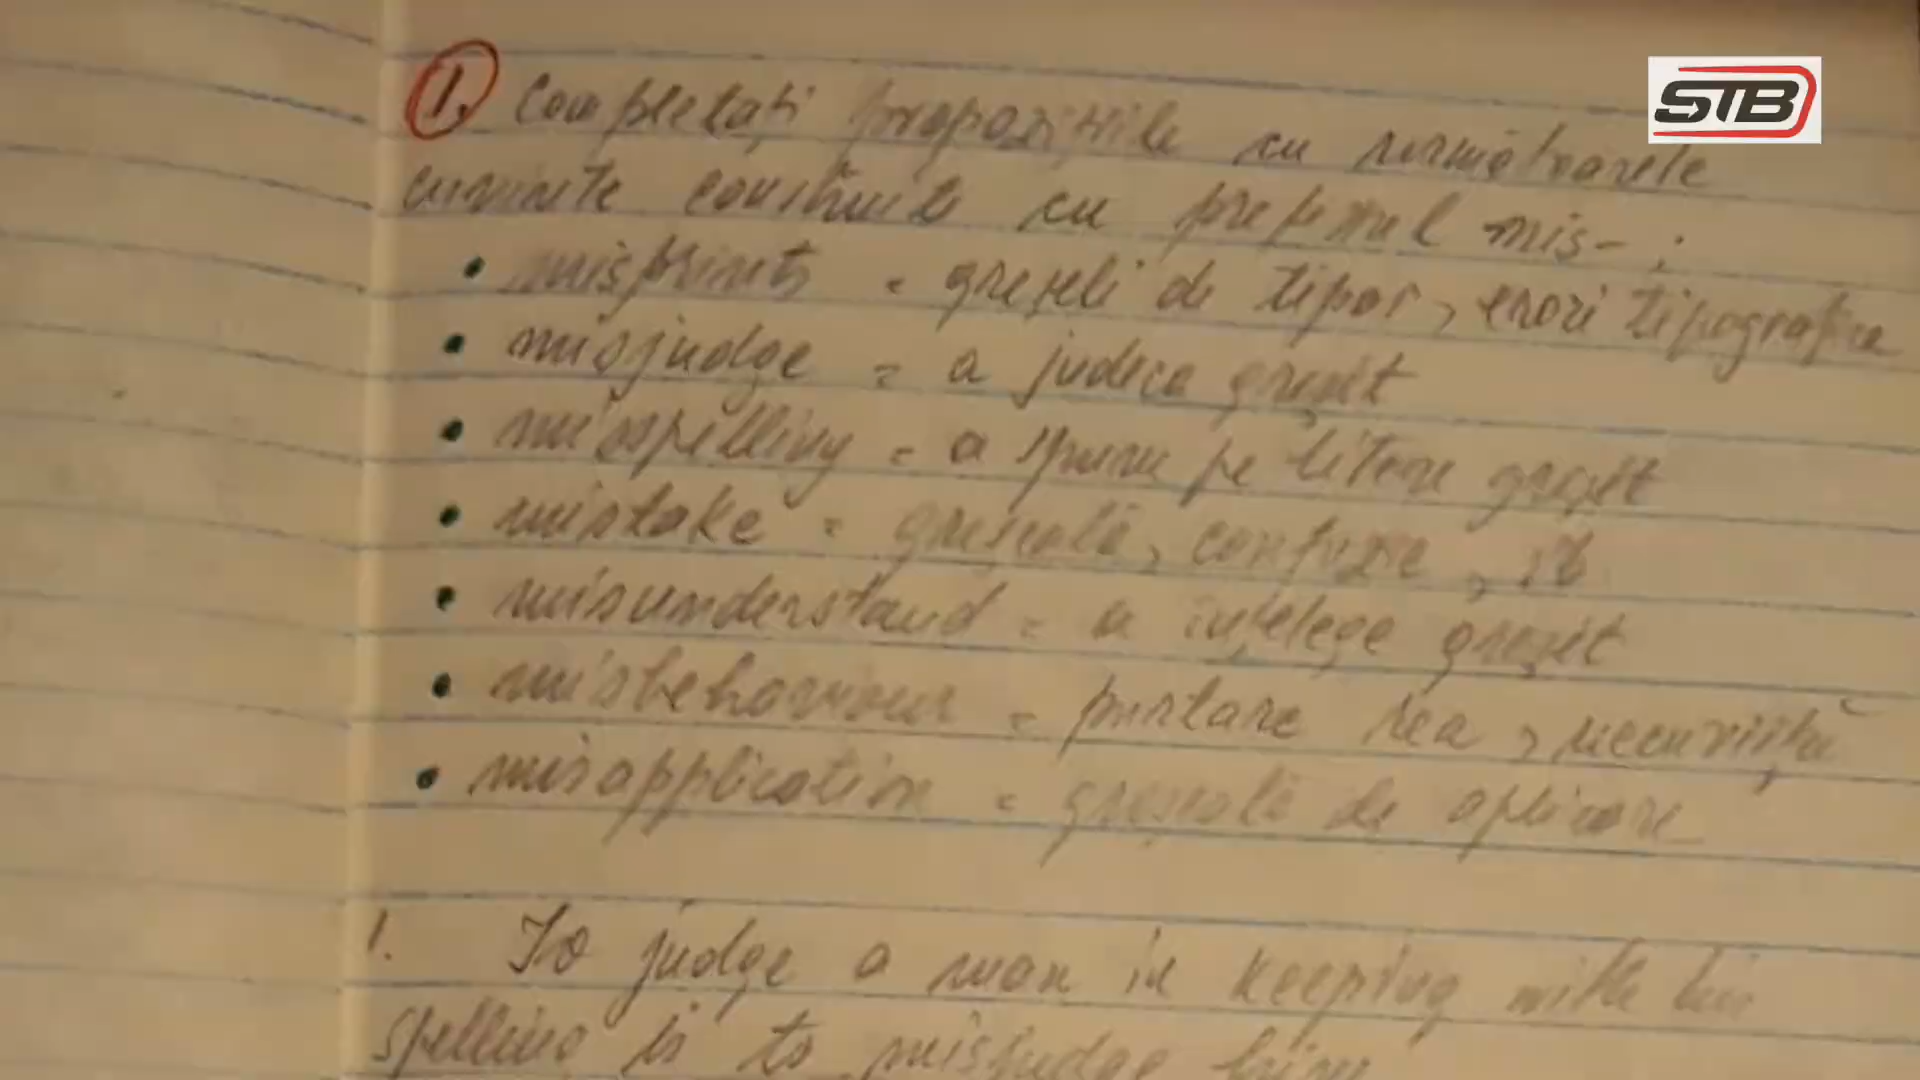 STB
1. Completați propozițiile cu următoarele
cuvinte construite cu prefixul mis- :
• misprints = greșeli de tipar, erori tipografice
• misjudge = a judeca greșit
• misspelling = a spune pe litere greșit
• mistake = greșeală, confuzie,
• misunderstand = a înțelege greșit
• misbehaviour = purtare rea, necuviință
• misapplication = greșeală de aplicare
1. To judge a man in keeping with his
spelling is to misjudge him